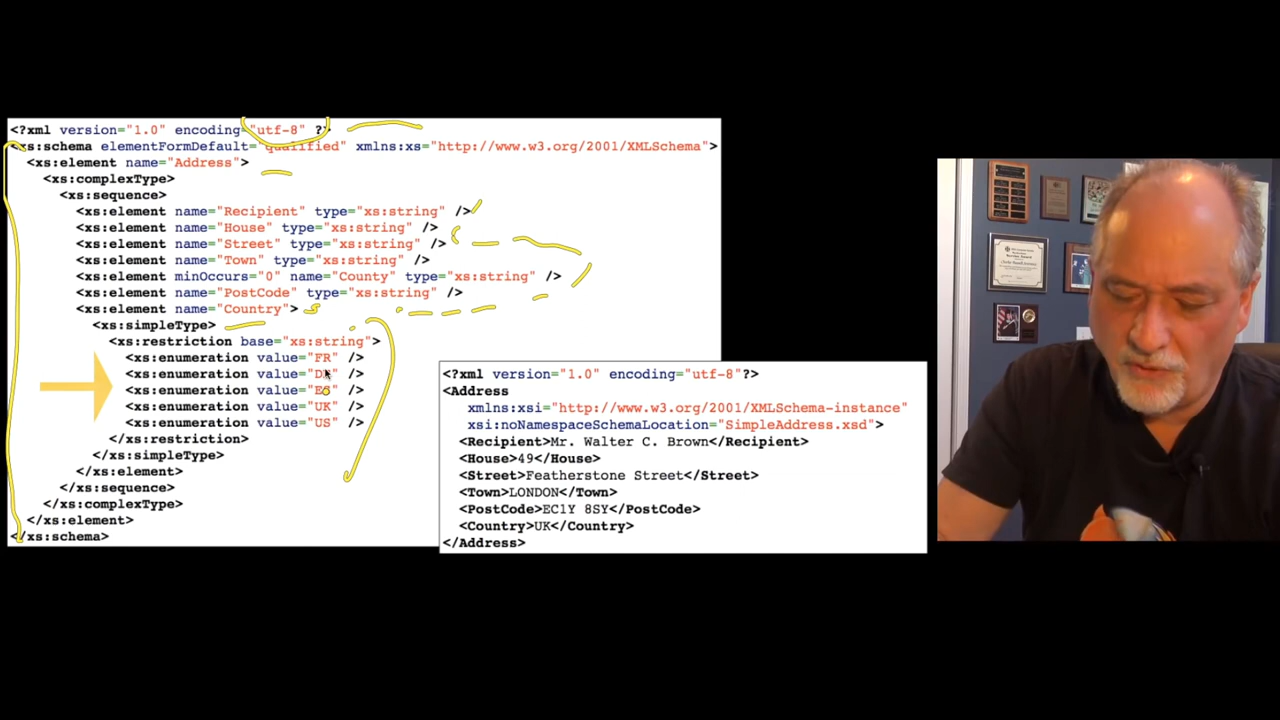 <?xml version="1.0" encoding="utf-8" ?>
<xs:schema elementFormDefault="qualified" xmlns:xs="http://www.w3.org/2001/XMLSchema">
<xs:element name="Address">
<xs:complexType>
<xs:sequence>
<xs:element name="Recipient" type="xs:string" />
<xs:element name="House" type="xs:string" />
<xs:element name="Street" type="xs:string" />
<xs:element name="Town" type="xs:string" />
<xs:element minOccurs="0" name="County" type="xs:string" />
<xs:element name="PostCode" type="xs:string" />
<xs:element name="Country">
<xs:simpleType>
<xs:restriction base="xs:string">
<xs:enumeration value="FR" />
<xs:enumeration value="DE" />
<xs:enumeration value="ES" />
<xs:enumeration value="UK" />
<xs:enumeration value="US" />
</xs:restriction>
</xs:simpleType>
</xs:element>
</xs:sequence>
</xs:complexType>
</xs:element>
</xs:schema>
<?xml version="1.0" encoding="utf-8"?>
<Address
xmlns:xsi="http://www.w3.org/2001/XMLSchema-instance"
xsi:noNamespaceSchemaLocation="SimpleAddress.xsd">
<Recipient>Mr. Walter C. Brown</Recipient>
<House>49</House>
<Street>Featherstone Street</Street>
<Town>LONDON</Town>
<PostCode>EC1Y 8SY</PostCode>
<Country>UK</Country>
</Address>